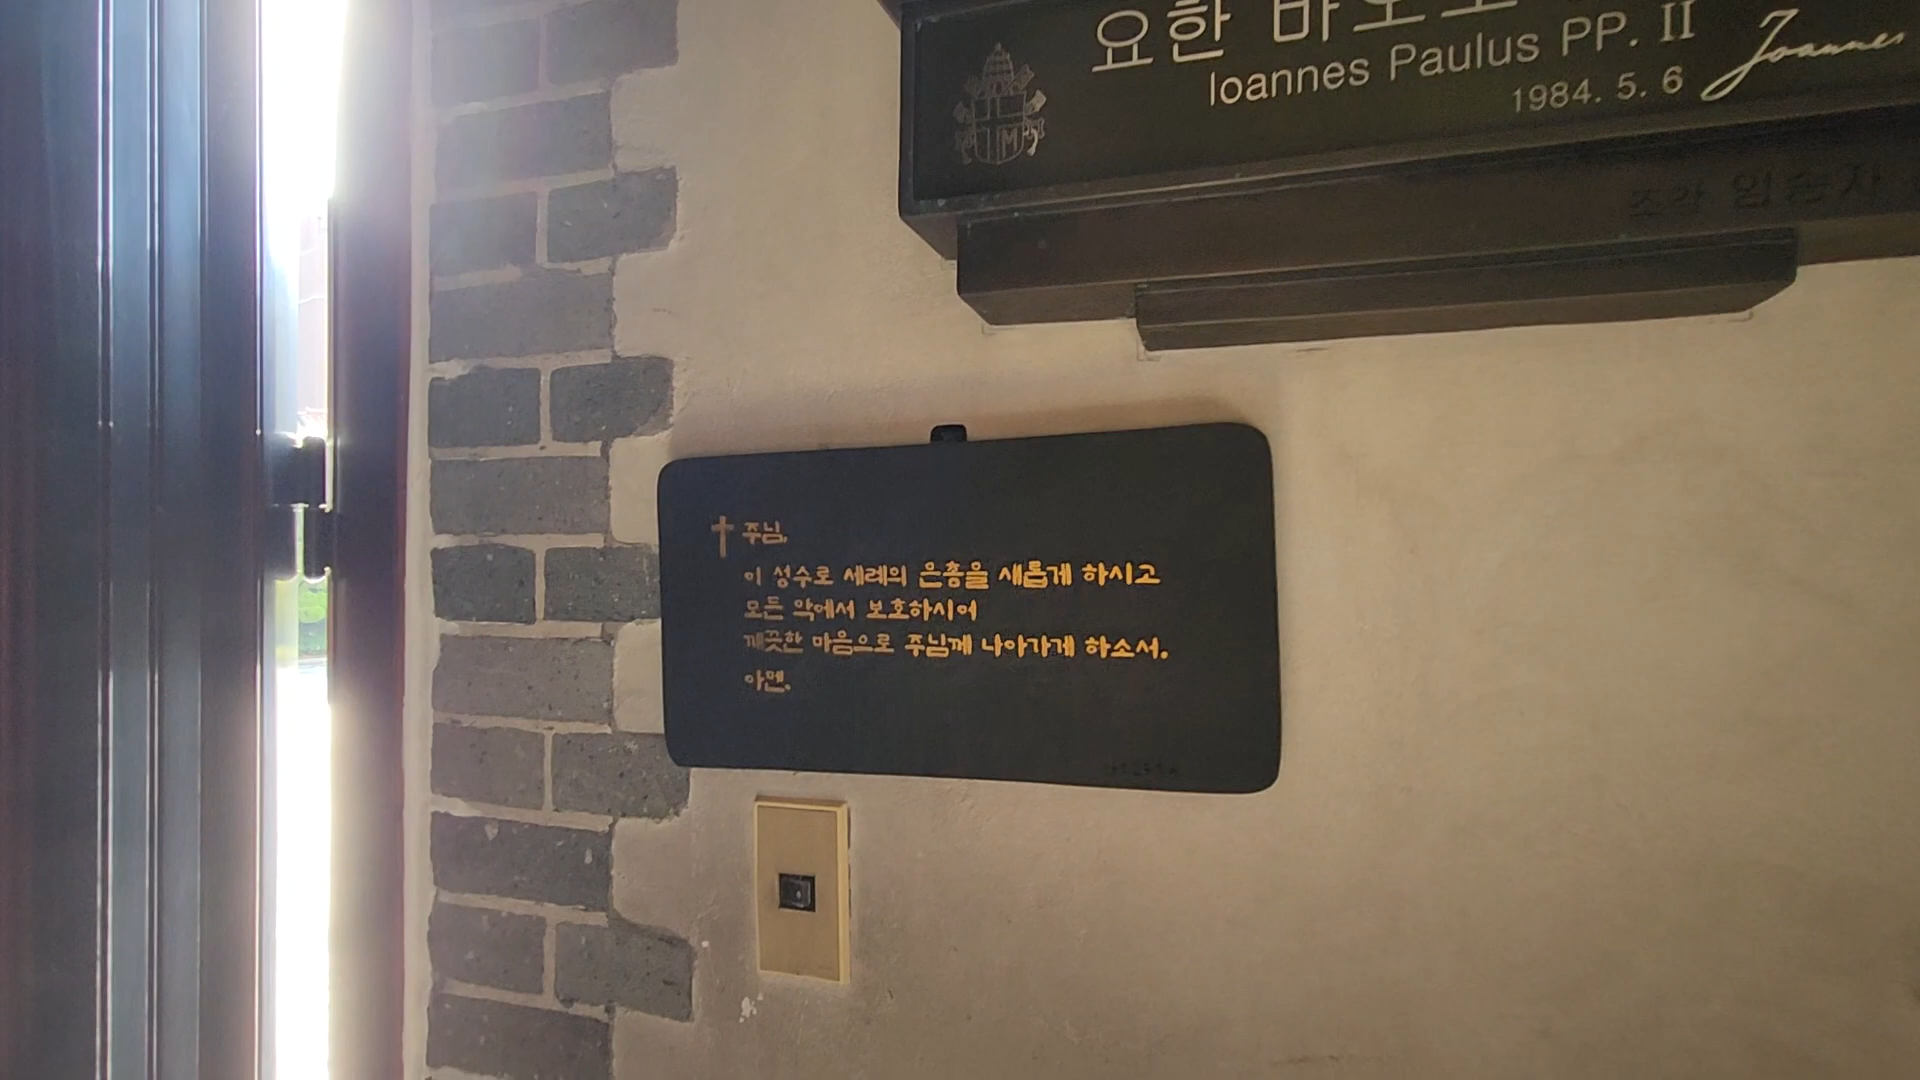 요한 바오로
Ioannes Paulus PP. II
1984. 5. 6
Joannes
조각 임송자
주님,
이 성수로 세례의 은총을 새롭게 하시고
모든 악에서 보호하시어
깨끗한 마음으로 주님께 나아가게 하소서.
아멘.